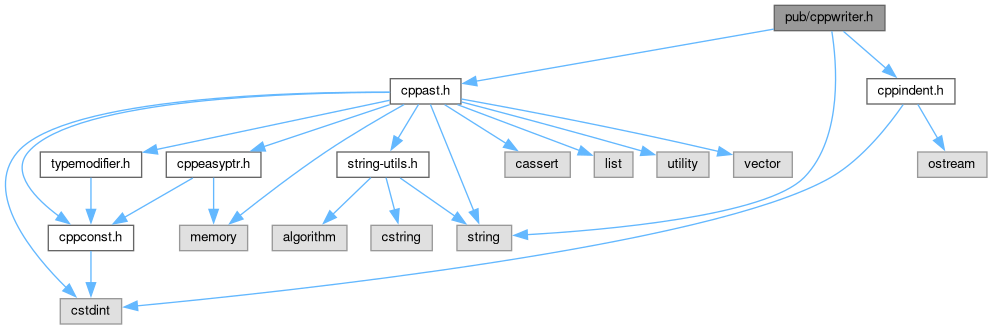 pub/cppwriter.h
cppast.h
cppindent.h
typemodifier.h
cppeasyptr.h
string-utils.h
cassert
list
utility
vector
ostream
cppconst.h
memory
algorithm
cstring
string
cstdint